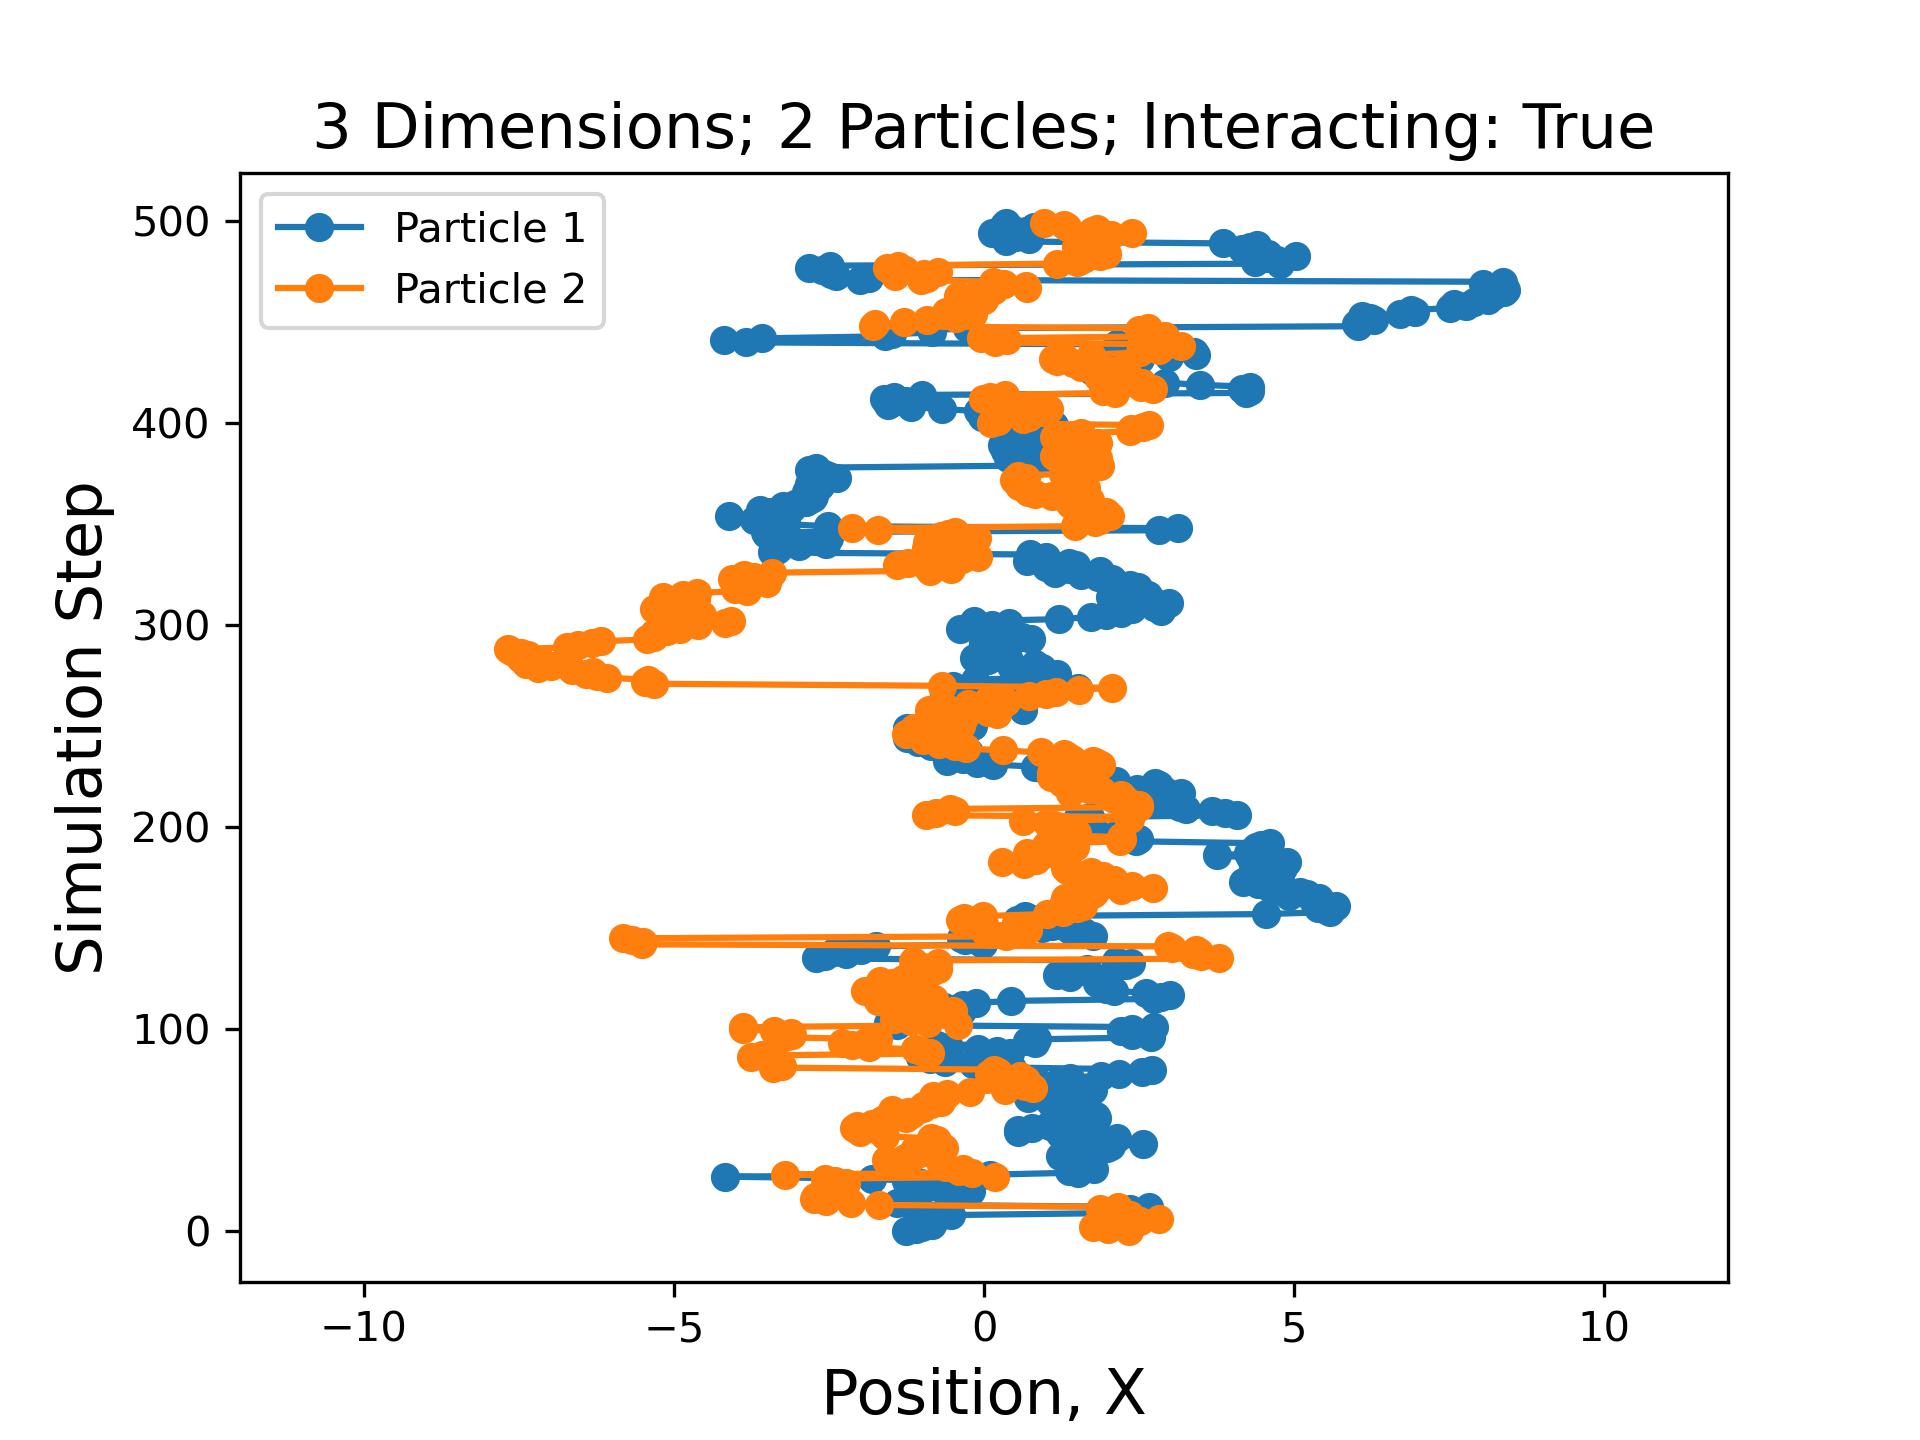 3 Dimensions; 2 Particles; Interacting: True
Particle 1
Particle 2
Simulation Step
500
400
300
200
100
0
−10
−5
0
5
10
Position, X